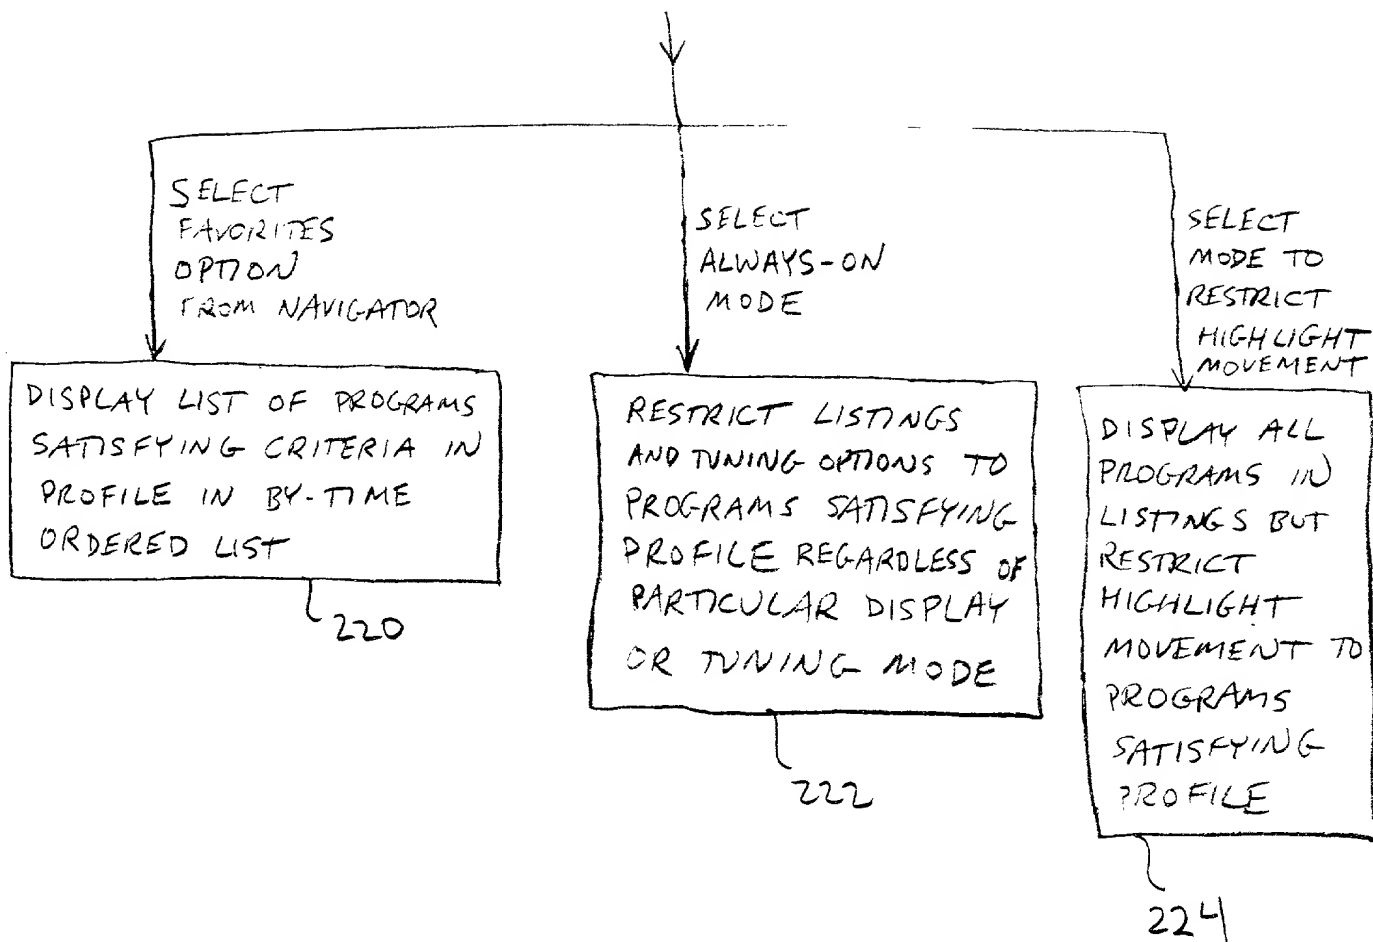 SELECT
FAVORITES
OPTION
FROM NAVIGATOR
SELECT
ALWAYS-ON
MODE
SELECT
MODE TO
RESTRICT
HIGHLIGHT
MOVEMENT
DISPLAY LIST OF PROGRAMS
SATISFYING CRITERIA IN
PROFILE IN BY-TIME
ORDERED LIST
220
RESTRICT LISTINGS
AND TUNING OPTIONS TO
PROGRAMS SATISFYING
PROFILE REGARDLESS OF
PARTICULAR DISPLAY
OR TUNING MODE
222
DISPLAY ALL
PROGRAMS IN
LISTINGS BUT
RESTRICT
HIGHLIGHT
MOVEMENT TO
PROGRAMS
SATISFYING
PROFILE
224